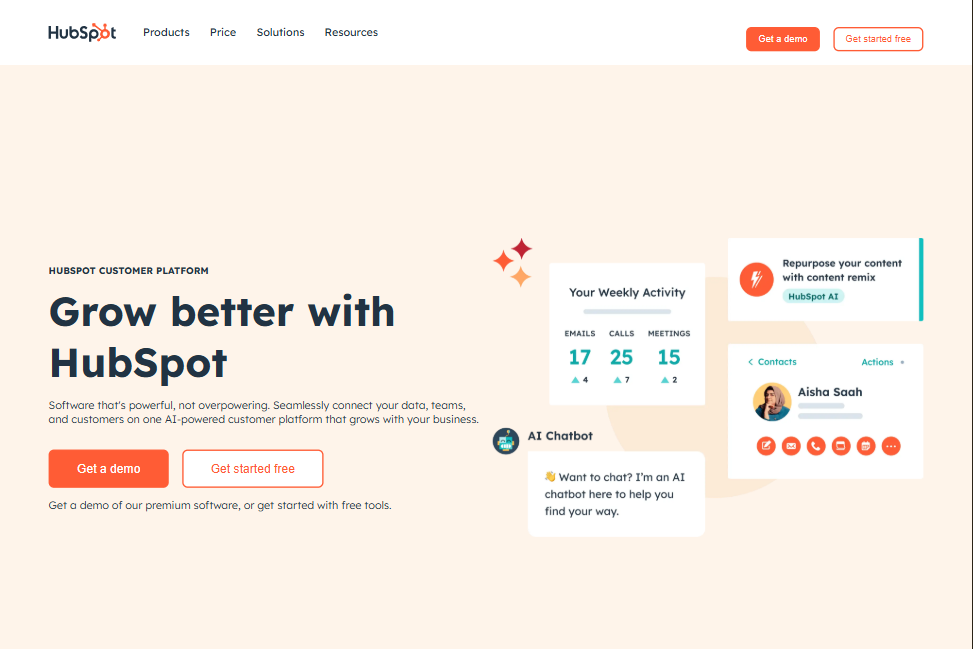 HubSpot
Products
Price
Solutions
Resources
Get a demo
Get started free
HUBSPOT CUSTOMER PLATFORM
Grow better with
HubSpot
Software that's powerful, not overpowering. Seamlessly connect your data, teams,
and customers on one AI-powered customer platform that grows with your business.
Get a demo
Get started free
Get a demo of our premium software, or get started with free tools.
Your Weekly Activity
EMAILS CALLS MEETINGS
17 25 15
4 7 2
AI Chatbot
👋 Want to chat? I'm an AI
chatbot here to help you
find your way.
Repurpose your content
with content remix
HubSpot AI
< Contacts
Actions
Aisha Saah